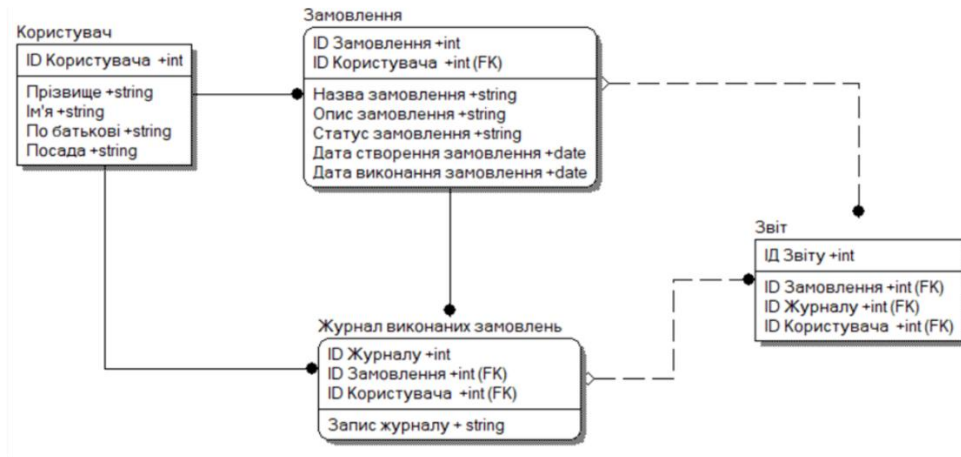 Користувач
ID Користувача +int
Прізвище +string
Ім'я +string
По батькові +string
Посада +string
Замовлення
ID Замовлення +int
ID Користувача +int (FK)
Назва замовлення +string
Опис замовлення +string
Статус замовлення +string
Дата створення замовлення +date
Дата виконання замовлення +date
Журнал виконаних замовлень
ID Журналу +int
ID Замовлення +int (FK)
ID Користувача +int (FK)
Запис журналу + string
Звіт
ІД Звіту +int
ID Замовлення +int (FK)
ID Журналу +int (FK)
ID Користувача +int (FK)